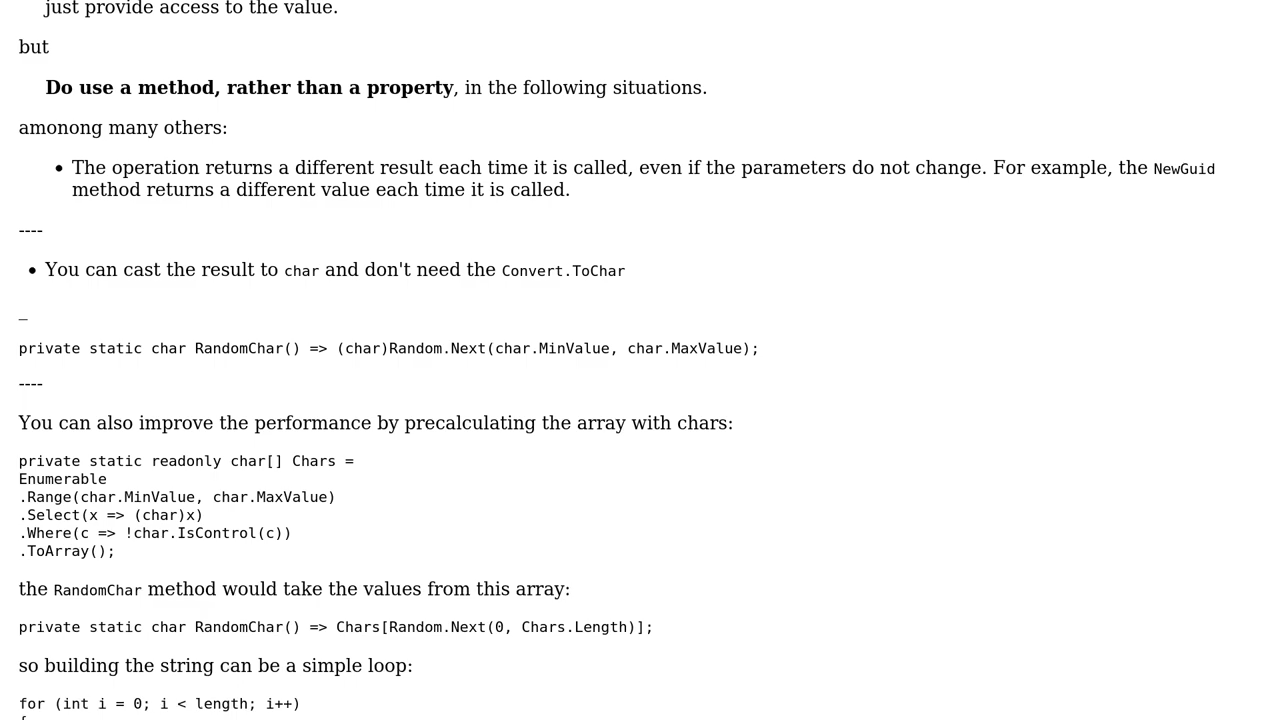 just provide access to the value.
but
Do use a method, rather than a property, in the following situations.
amonong many others:
• The operation returns a different result each time it is called, even if the parameters do not change. For example, the NewGuid
method returns a different value each time it is called.
----
• You can cast the result to char and don't need the Convert.ToChar
_
private static char RandomChar() => (char)Random.Next(char.MinValue, char.MaxValue);
----
You can also improve the performance by precalculating the array with chars:
private static readonly char[] Chars =
Enumerable
.Range(char.MinValue, char.MaxValue)
.Select(x => (char)x)
.Where(c => !char.IsControl(c))
.ToArray();
the RandomChar method would take the values from this array:
private static char RandomChar() => Chars[Random.Next(0, Chars.Length)];
so building the string can be a simple loop:
for (int i = 0; i < length; i++)